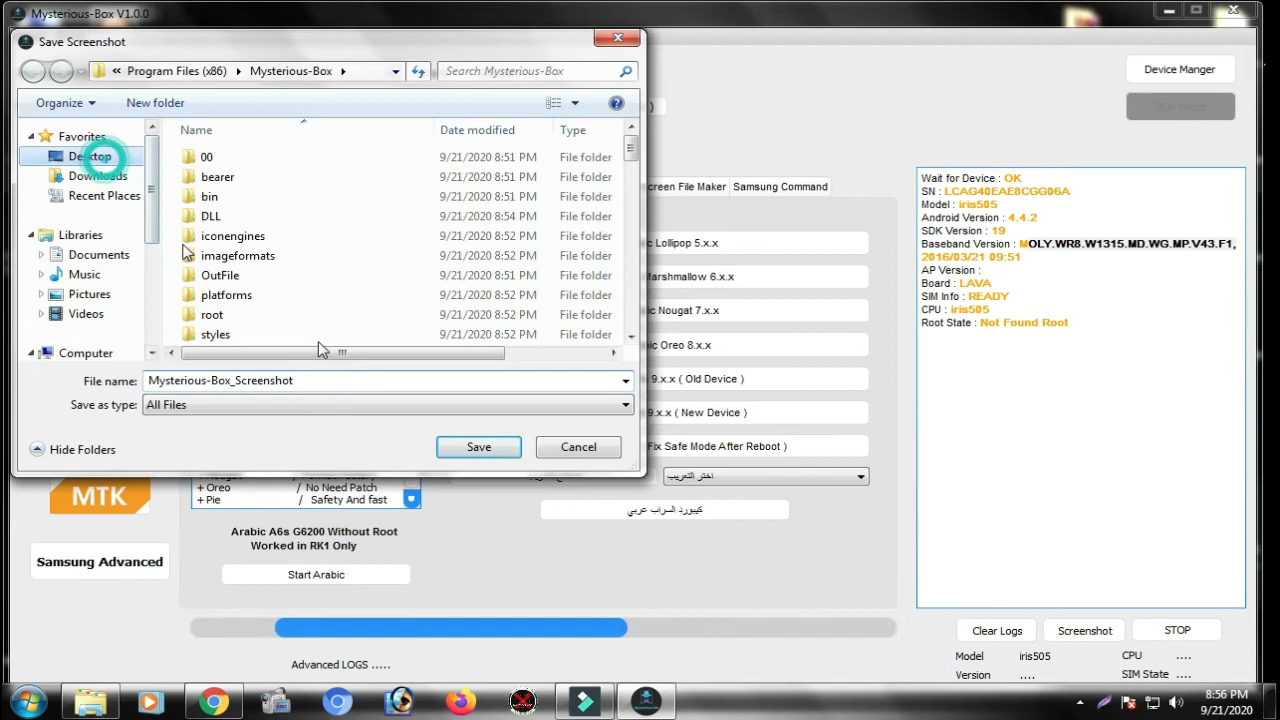 Mysterious-Box V1.0.0
Save Screenshot
« Program Files (x86) Mysterious-Box
Search Mysterious-Box
Organize
New folder
Favorites
Desktop
Downloads
Recent Places
Libraries
Documents
Music
Pictures
Videos
Computer
Name Date modified Type
00 9/21/2020 8:51 PM File folder
bearer 9/21/2020 8:51 PM File folder
bin 9/21/2020 8:51 PM File folder
DLL 9/21/2020 8:54 PM File folder
iconengines 9/21/2020 8:52 PM File folder
imageformats 9/21/2020 8:52 PM File folder
OutFile 9/21/2020 8:51 PM File folder
platforms 9/21/2020 8:52 PM File folder
root 9/21/2020 8:52 PM File folder
styles 9/21/2020 8:52 PM File folder
File name: Mysterious-Box_Screenshot
Save as type: All Files
Hide Folders
Save
Cancel
Device Manger
)
creen File Maker
Samsung Command
ic Lollipop 5.x.x
Marshmallow 6.x.x
ic Nougat 7.x.x
ic Oreo 8.x.x
9.x.x ( Old Device )
9.x.x ( New Device )
Fix Safe Mode After Reboot )
اختر التعريب
كيبورد السراب عربي
MTK
Samsung Advanced
+ Oreo / No Need Patch
+ Pie / Safety And fast
Arabic A6s G6200 Without Root
Worked in RK1 Only
Start Arabic
Advanced LOGS .....
Wait for Device : OK
SN : LCAG40EAE8CGG06A
Model : iris505
Android Version : 4.4.2
SDK Version : 19
Baseband Version : MOLY.WR8.W1315.MD.WG.MP.V43.F1,
2016/03/21 09:51
AP Version :
Board : LAVA
SIM Info : READY
CPU : iris505
Root State : Not Found Root
Clear Logs
Screenshot
STOP
Model iris505 CPU ....
Version .... SIM State ....
8:56 PM
9/21/2020